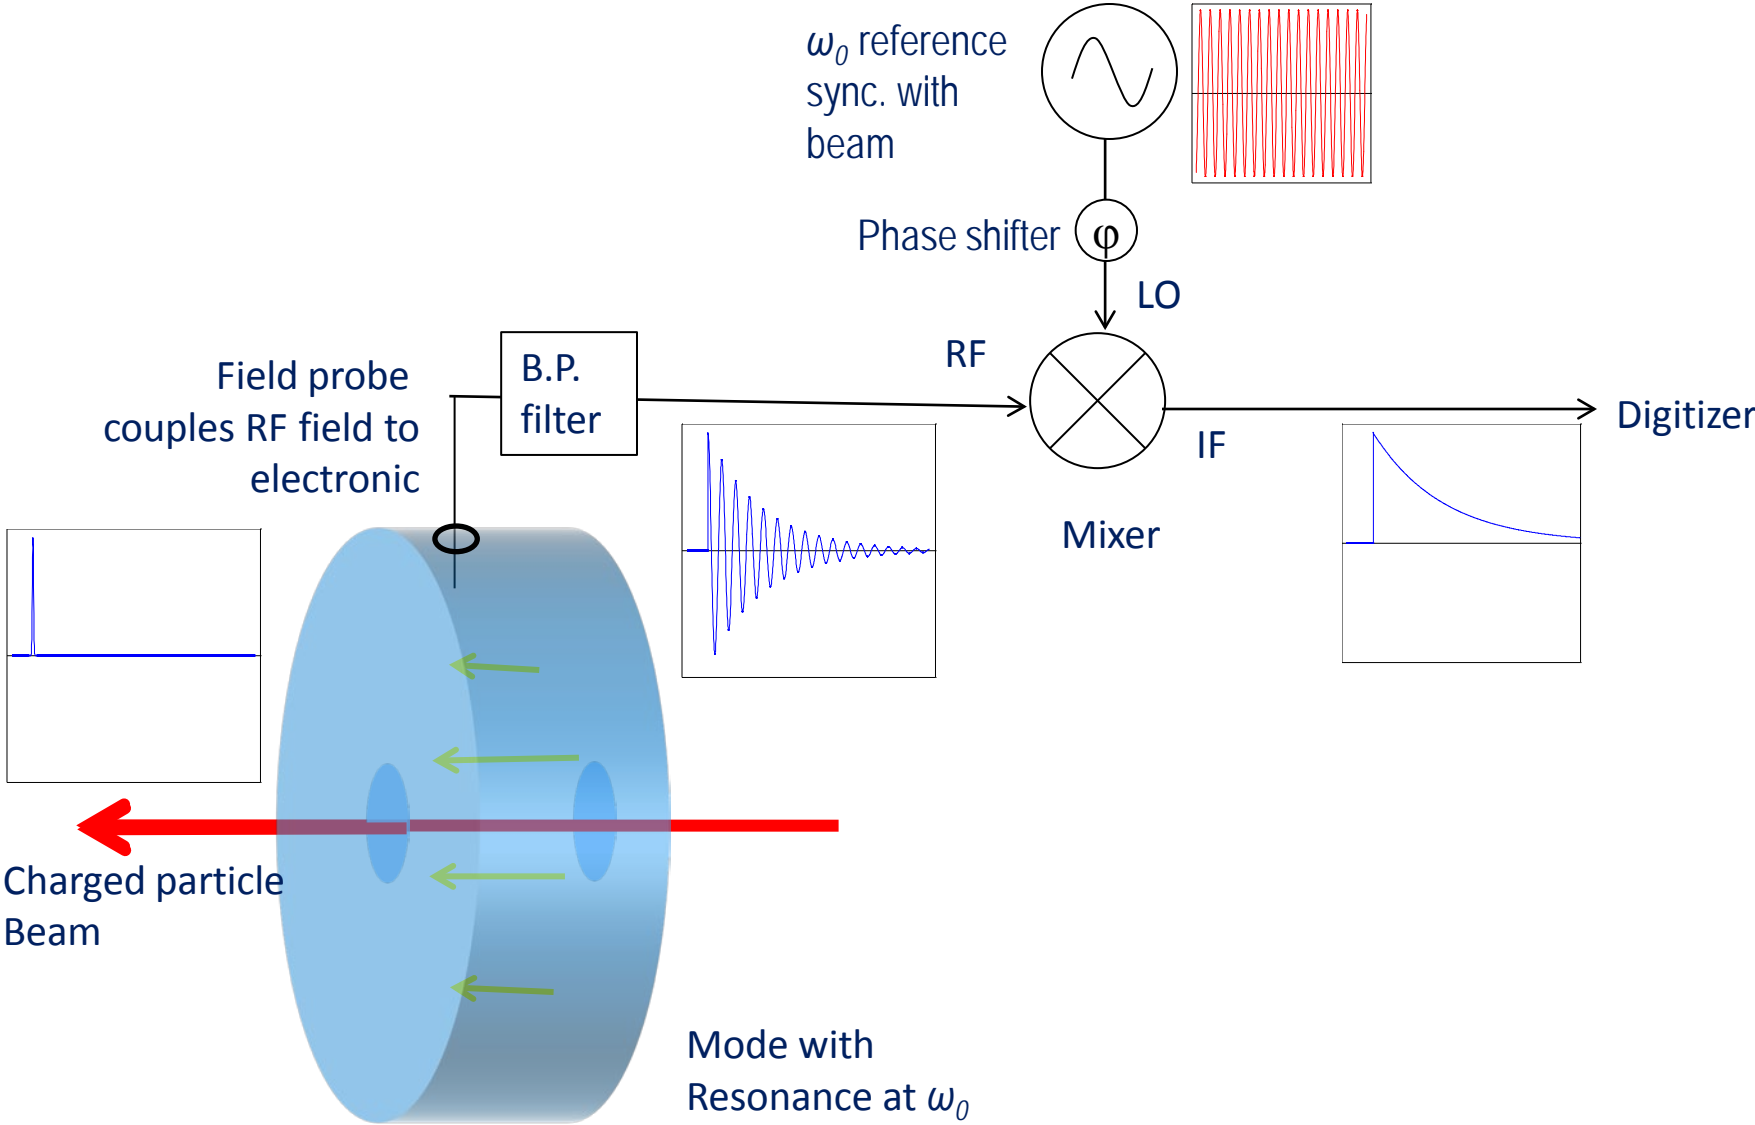 ω0 reference
sync. with
beam
Phase shifter
φ
LO
RF
B.P.
filter
Field probe
couples RF field to
electronic
IF
Digitizer
Mixer
Charged particle
Beam
Mode with
Resonance at ω0